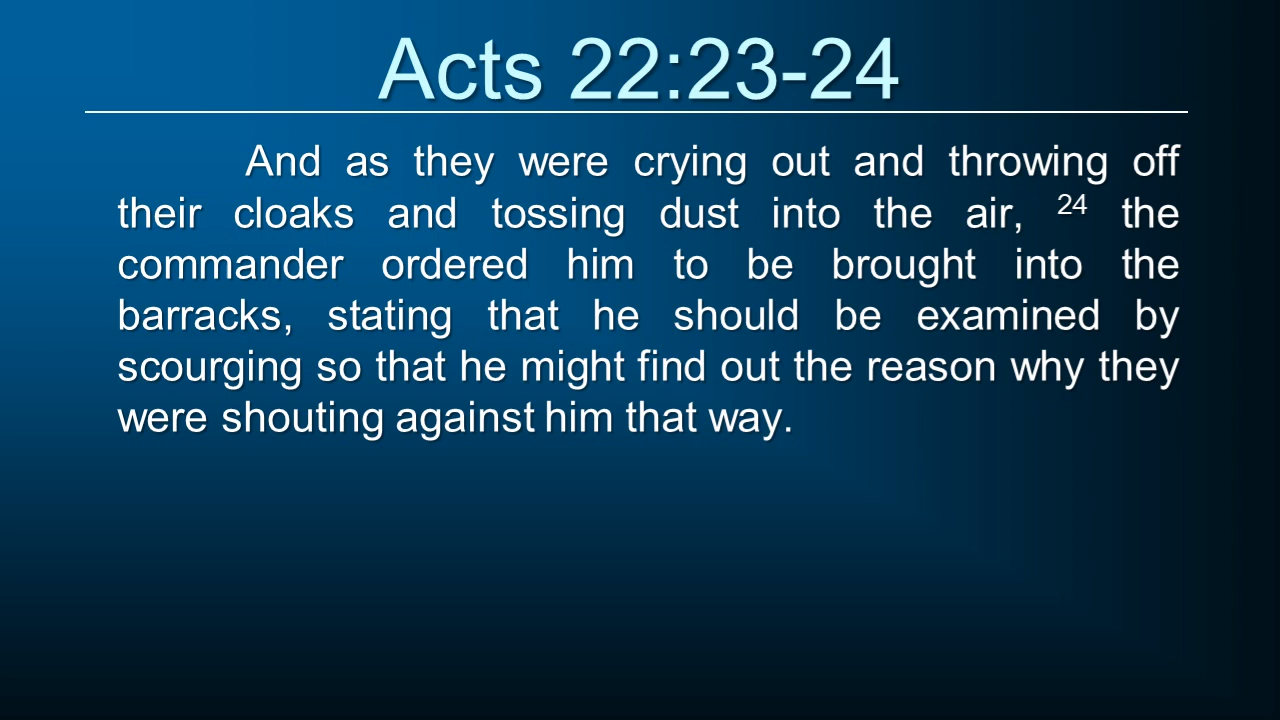 Acts 22:23-24
And as they were crying out and throwing off
their cloaks and tossing dust into the air, 24 the
commander ordered him to be brought into the
barracks, stating that he should be examined by
scourging so that he might find out the reason why they
were shouting against him that way.